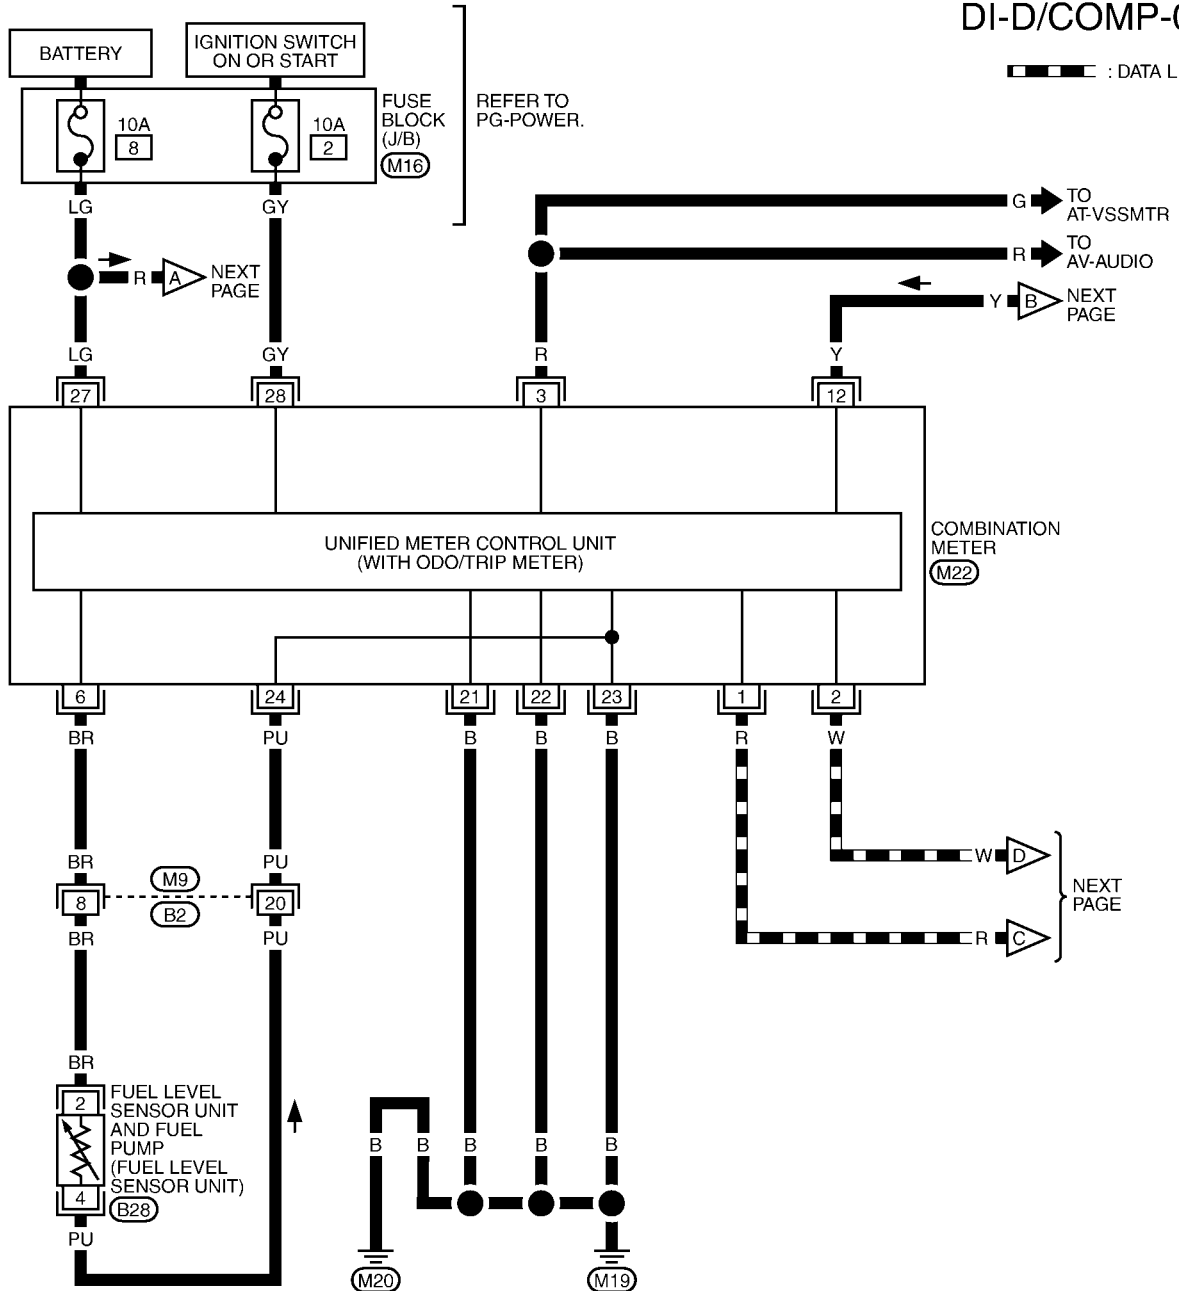 DI-D/COMP-
BATTERY
IGNITION SWITCH
ON OR START
: DATA L
10A
8
10A
2
FUSE
BLOCK
(J/B)
M16
REFER TO
PG-POWER.
LG
GY
G
TO
AT-VSSMTR
R
TO
AV-AUDIO
R
A
NEXT
PAGE
Y
B
NEXT
PAGE
LG
GY
R
Y
27
28
3
12
UNIFIED METER CONTROL UNIT
(WITH ODO/TRIP METER)
COMBINATION
METER
M22
6
24
21
22
23
1
2
BR
PU
B
B
B
R
W
BR
PU
M9
B2
8
20
BR
PU
W
D
R
C
NEXT
PAGE
BR
2
FUEL LEVEL
SENSOR UNIT
AND FUEL
PUMP
(FUEL LEVEL
SENSOR UNIT)
4
B28
PU
B
B
B
B
B
M20
M19